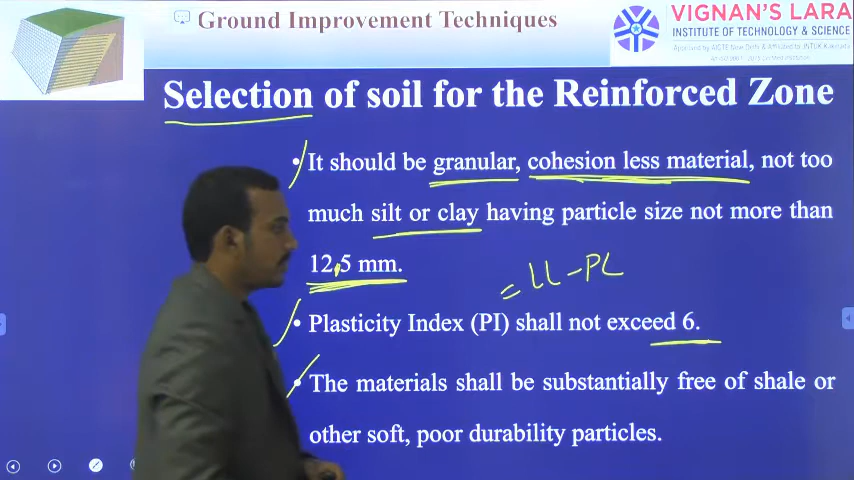 Ground Improvement Techniques
VIGNAN'S LARA
INSTITUTE OF TECHNOLOGY & SCIENCE
Selection of soil for the Reinforced Zone
• It should be granular, cohesion less material, not too
much silt or clay having particle size not more than
12.5 mm.
= LL - PL
• Plasticity Index (PI) shall not exceed 6.
• The materials shall be substantially free of shale or
other soft, poor durability particles.